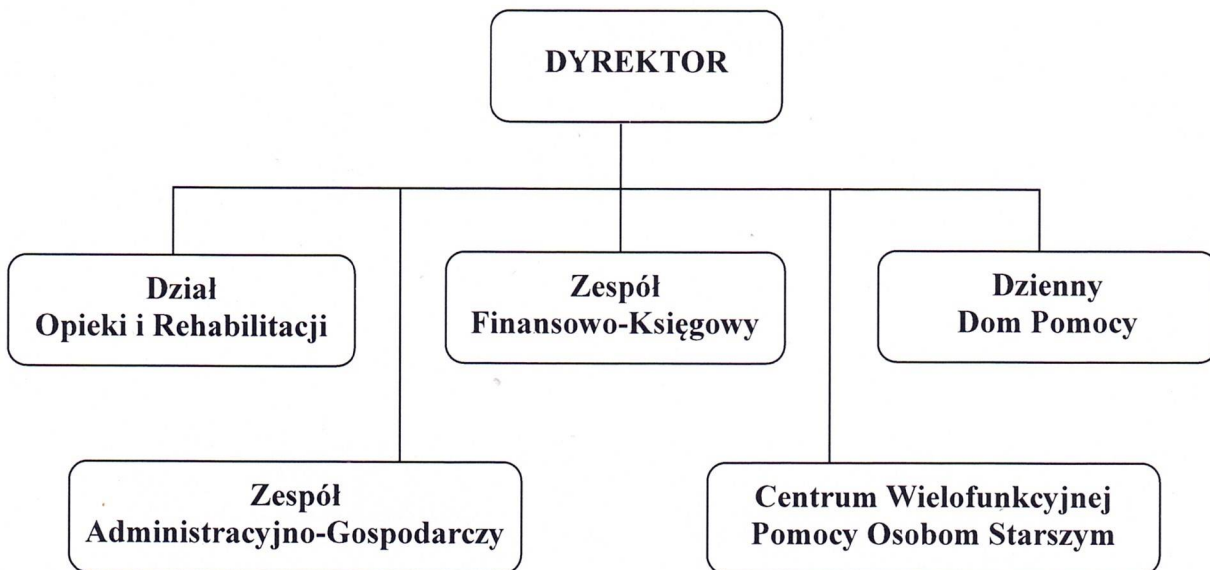 DYREKTOR
Dział
Opieki i Rehabilitacji
Zespół
Finansowo-Księgowy
Dzienny
Dom Pomocy
Zespół
Administracyjno-Gospodarczy
Centrum Wielofunkcyjnej
Pomocy Osobom Starszym